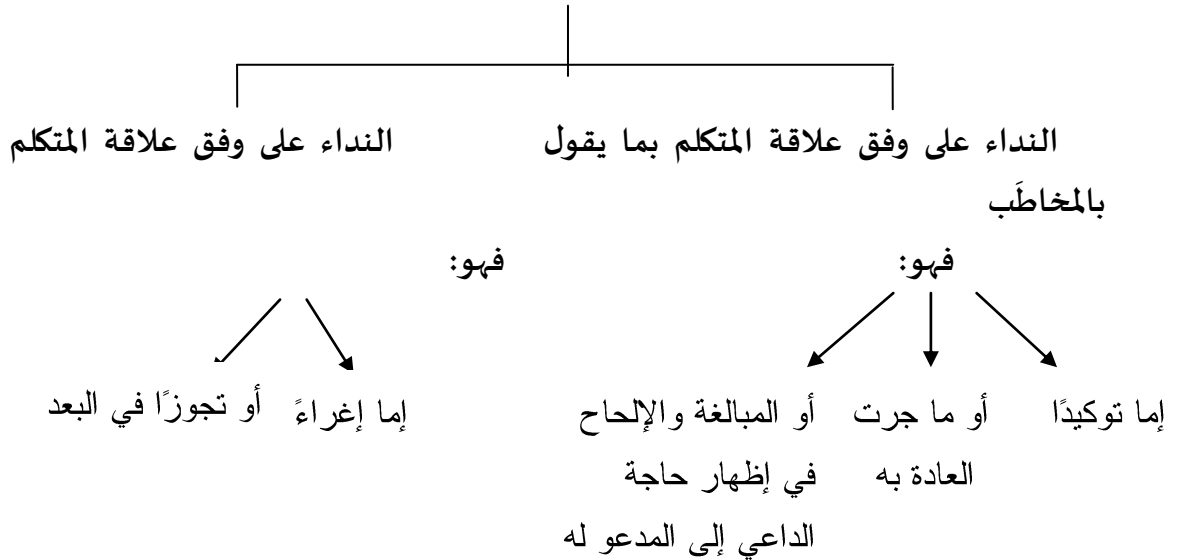 النداء على وفق علاقة المتكلم بما يقول النداء على وفق علاقة المتكلم
بالمخاطَب
فهو: فهو:
إما توكيدًا أو ما جرت أو المبالغة والإلحاح إما إغراءً أو تجوزًا في البعد
العادة به في إظهار حاجة
الداعي إلى المدعو له